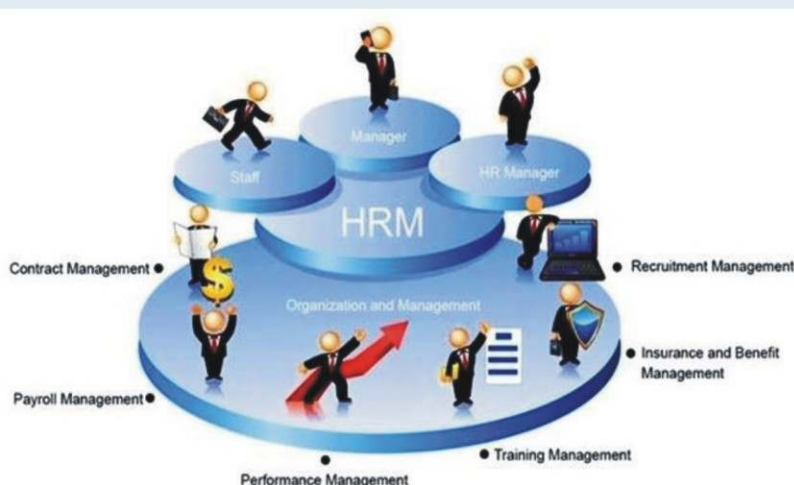 Manager
Staff
HR Manager
HRM
Contract Management
Recruitment Management
Organization and Management
Insurance and Benefit
Management
Payroll Management
Training Management
Performance Management